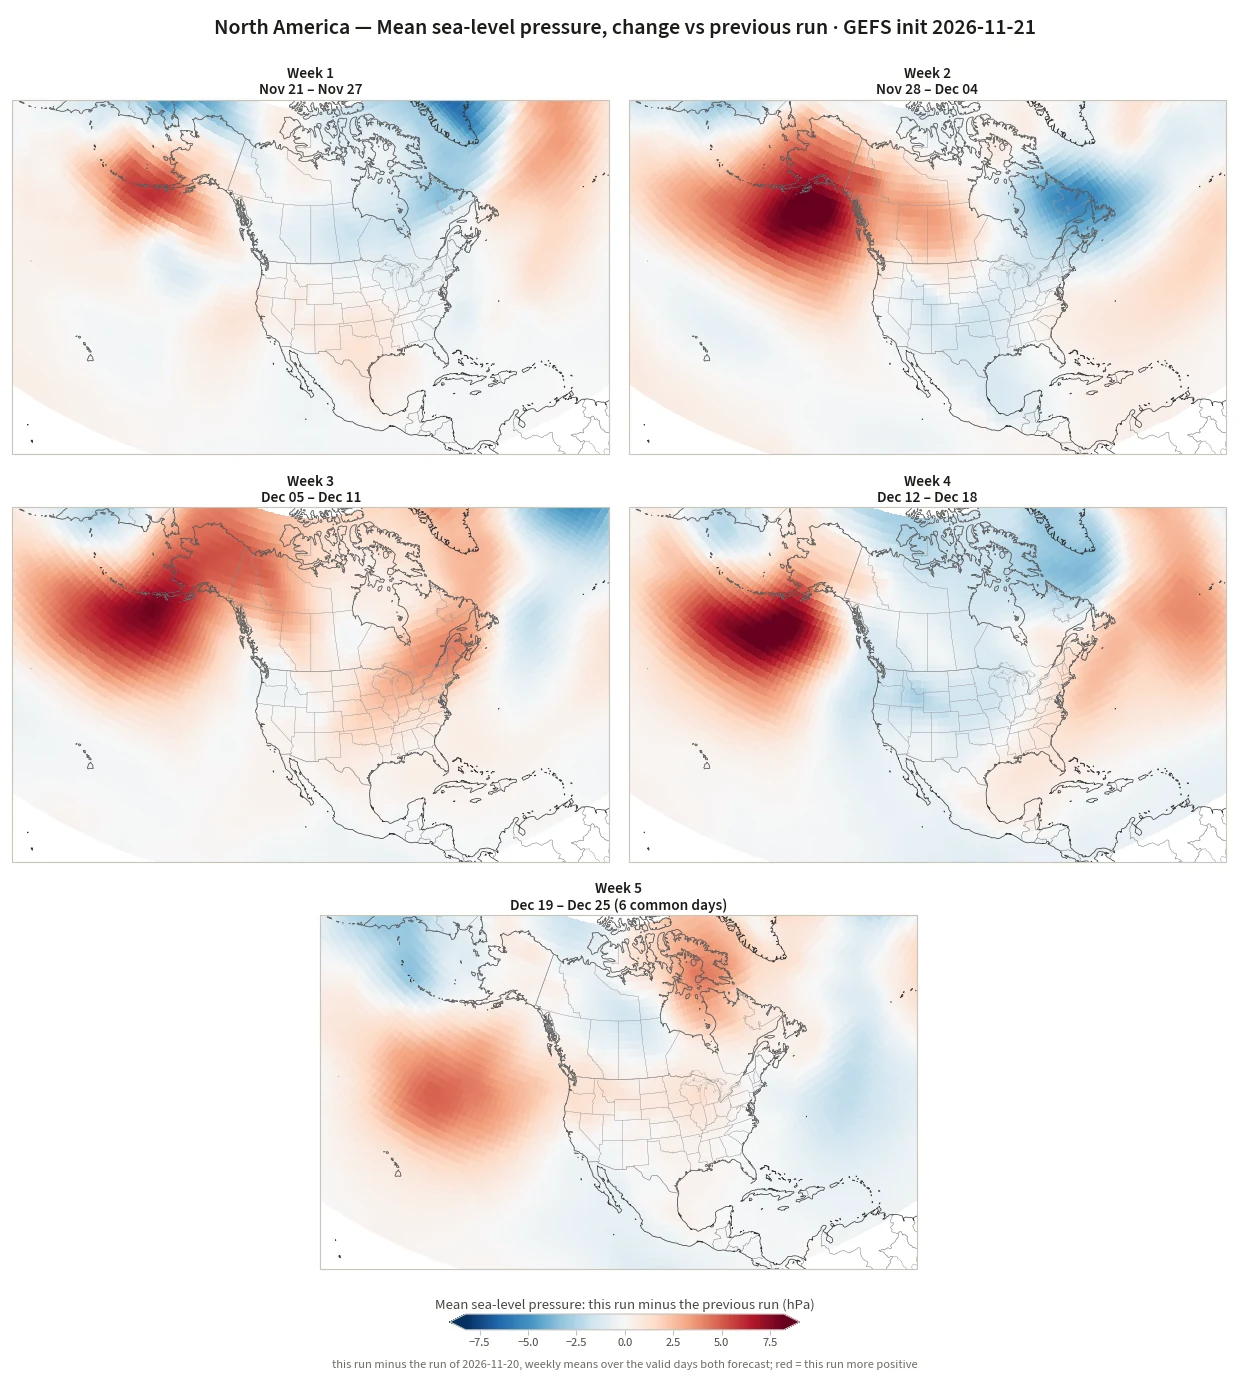 North America — Mean sea-level pressure, change vs previous run · GEFS init 2026-11-21
Week 1
Nov 21 – Nov 27
Week 2
Nov 28 – Dec 04
Week 3
Dec 05 – Dec 11
Week 4
Dec 12 – Dec 18
Week 5
Dec 19 – Dec 25 (6 common days)
Mean sea-level pressure: this run minus the previous run (hPa)
−7.5 −5.0 −2.5 0.0 2.5 5.0 7.5
this run minus the run of 2026-11-20, weekly means over the valid days both forecast; red = this run more positive